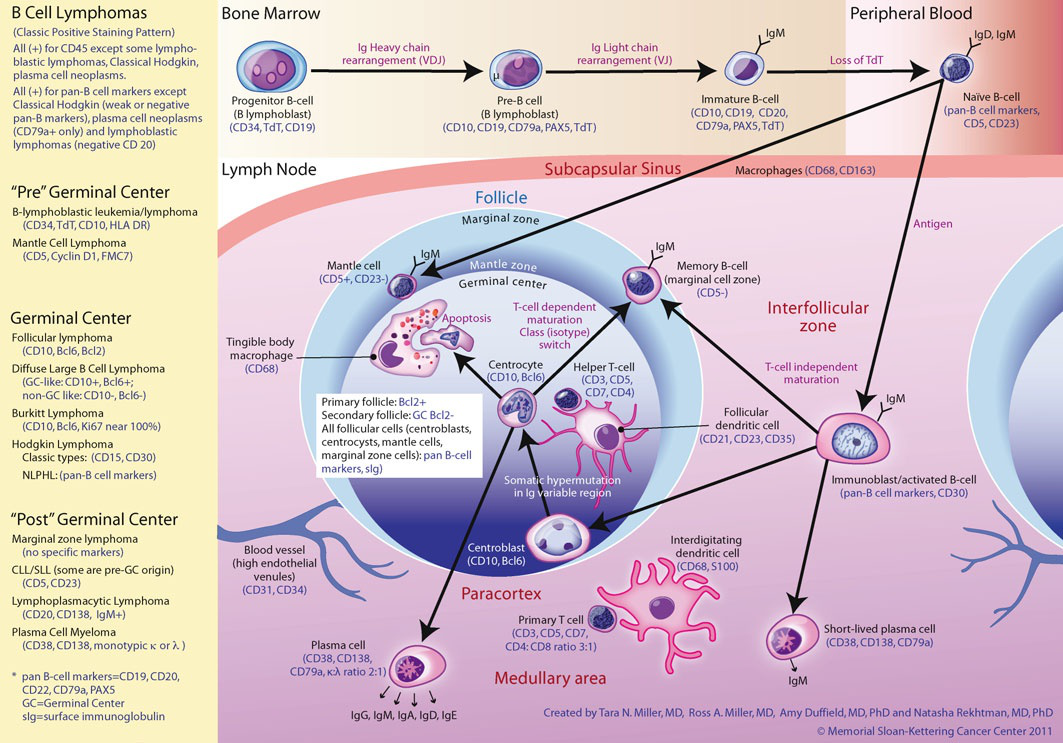 B Cell Lymphomas
(Classic Positive Staining Pattern)
All (+) for CD45 except some lympho-
blastic lymphomas, Classical Hodgkin,
plasma cell neoplasms.
All (+) for pan-B cell markers except
Classical Hodgkin (weak or negative
pan-B markers), plasma cell neoplasms
(CD79a+ only) and lymphoblastic
lymphomas (negative CD 20)
"Pre" Germinal Center
B-lymphoblastic leukemia/lymphoma
(CD34, TdT, CD10, HLA DR)
Mantle Cell Lymphoma
(CD5, Cyclin D1, FMC7)
Germinal Center
Follicular lymphoma
(CD10, Bcl6, Bcl2)
Diffuse Large B Cell Lymphoma
(GC-like: CD10+, Bcl6+;
non-GC like: CD10-, Bcl6-)
Burkitt Lymphoma
(CD10, Bcl6, Ki67 near 100%)
Hodgkin Lymphoma
Classic types: (CD15, CD30)
NLPHL: (pan-B cell markers)
"Post" Germinal Center
Marginal zone lymphoma
(no specific markers)
CLL/SLL (some are pre-GC origin)
(CD5, CD23)
Lymphoplasmacytic Lymphoma
(CD20, CD138, IgM+)
Plasma Cell Myeloma
(CD38, CD138, monotypic κ or λ )
* pan B-cell markers=CD19, CD20,
CD22, CD79a, PAX5
GC=Germinal Center
sIg=surface immunoglobulin
Bone Marrow
Peripheral Blood
Progenitor B-cell
(B lymphoblast)
(CD34, TdT, CD19)
Ig Heavy chain
rearrangement (VDJ)
μ
Pre-B cell
(B lymphoblast)
(CD10, CD19, CD79a, PAX5, TdT)
Ig Light chain
rearrangement (VJ)
IgM
Immature B-cell
(CD10, CD19, CD20,
CD79a, PAX5, TdT)
Loss of TdT
IgD, IgM
Naïve B-cell
(pan-B cell markers,
CD5, CD23)
Lymph Node
Subcapsular Sinus
Macrophages (CD68, CD163)
Follicle
Marginal zone
Mantle zone
Germinal center
Antigen
IgM
Mantle cell
(CD5+, CD23-)
IgM
Memory B-cell
(marginal cell zone)
(CD5-)
Apoptosis
T-cell dependent
maturation
Class (isotype)
switch
Interfollicular
zone
Tingible body
macrophage
(CD68)
Centrocyte
(CD10, Bcl6)
Helper T-cell
(CD3, CD5,
CD7, CD4)
T-cell independent
maturation
Primary follicle: Bcl2+
Secondary follicle: GC Bcl2-
All follicular cells (centroblasts,
centrocysts, mantle cells,
marginal zone cells): pan B-cell
markers, sIg)
Follicular
dendritic cell
(CD21, CD23, CD35)
IgM
Immunoblast/activated B-cell
(pan-B cell markers, CD30)
Somatic hypermutation
in Ig variable region
Centroblast
(CD10, Bcl6)
Blood vessel
(high endothelial
venules)
(CD31, CD34)
Interdigitating
dendritic cell
(CD68, S100)
Paracortex
Primary T cell
(CD3, CD5, CD7,
CD4: CD8 ratio 3:1)
Plasma cell
(CD38, CD138,
CD79a, κ:λ ratio 2:1)
Short-lived plasma cell
(CD38, CD138, CD79a)
IgM
Medullary area
IgG, IgM, IgA, IgD, IgE
Created by Tara N. Miller, MD, Ross A. Miller, MD, Amy Duffield, MD, PhD and Natasha Rekhtman, MD, PhD
© Memorial Sloan-Kettering Cancer Center 2011